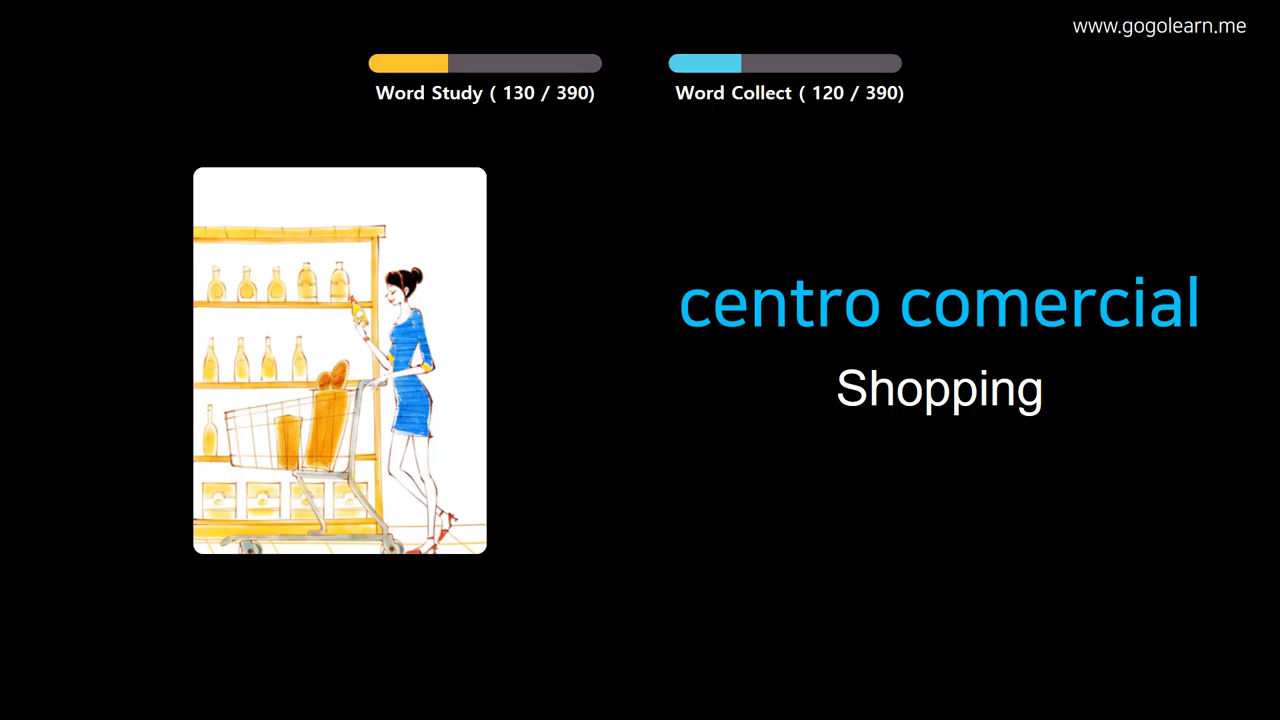 www.gogolearn.me
Word Study ( 130 / 390)
Word Collect ( 120 / 390)
centro comercial
Shopping